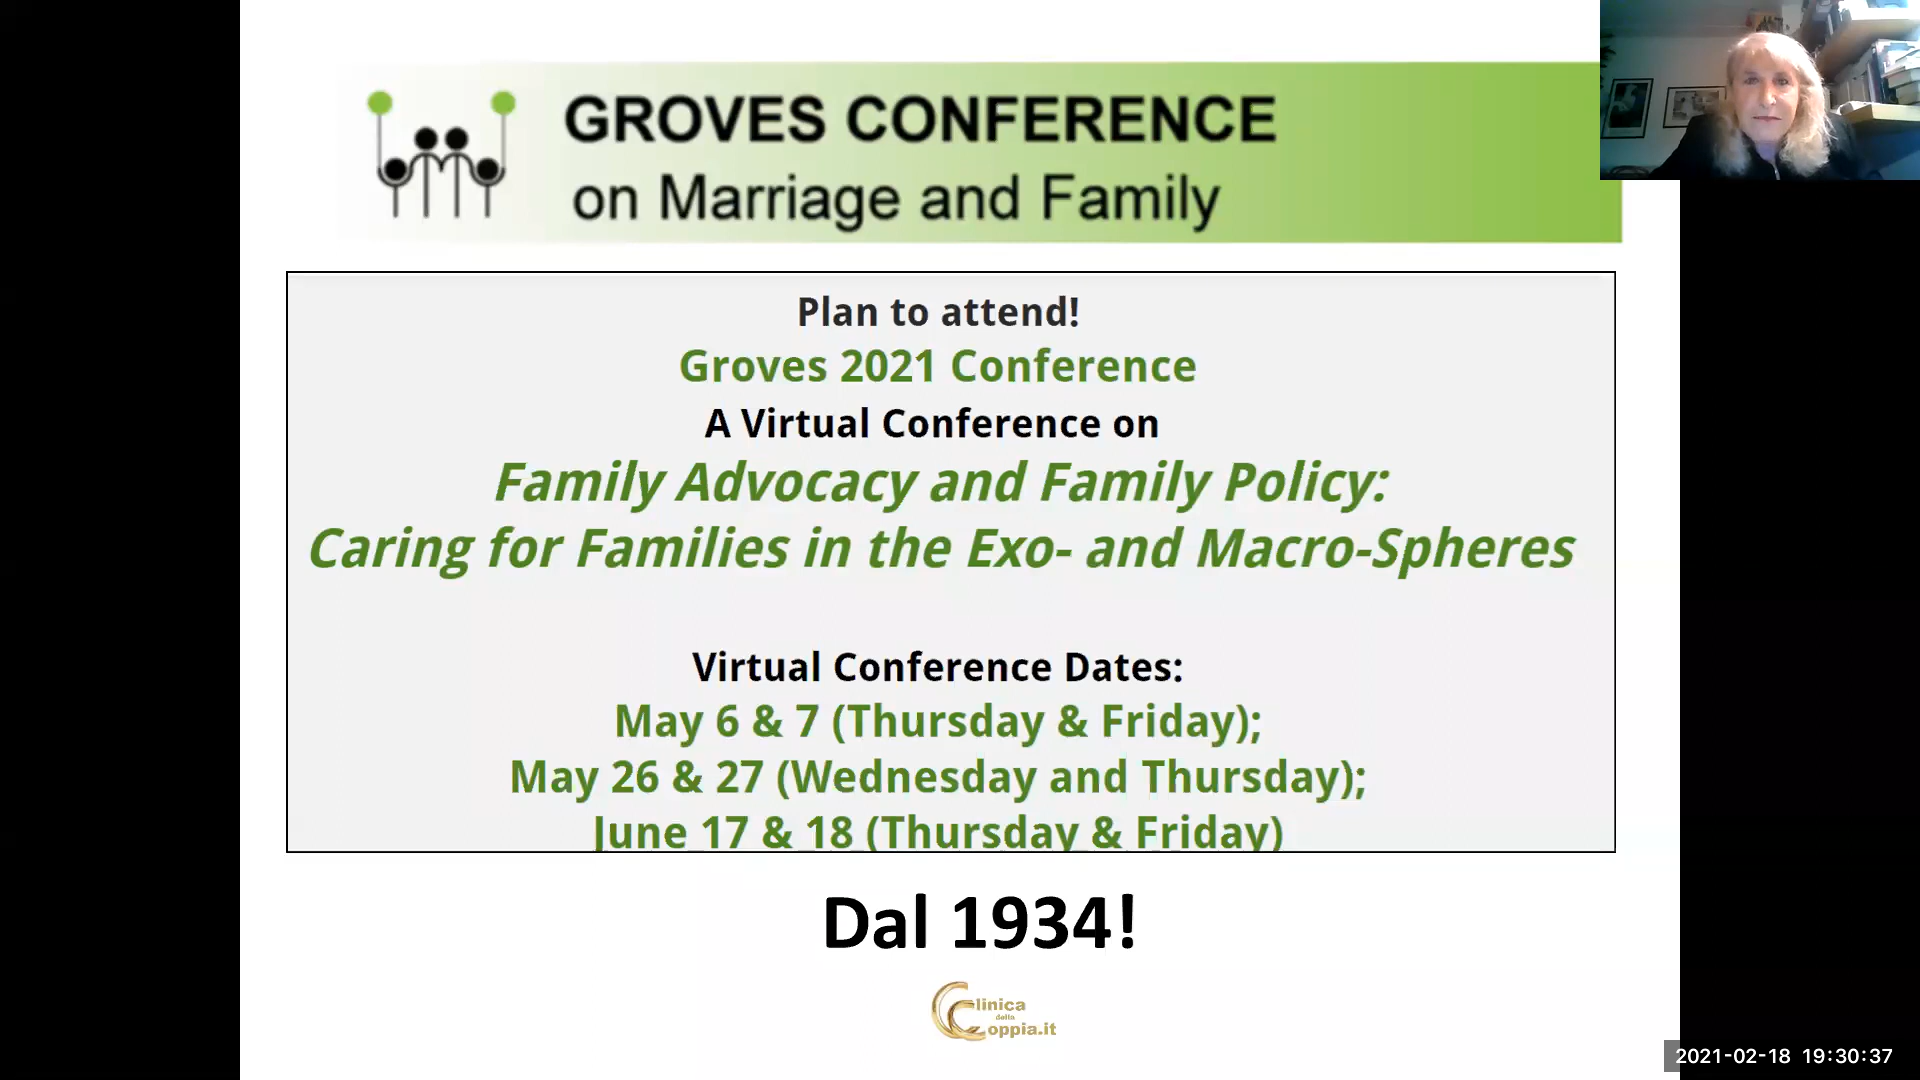 GROVES CONFERENCE
on Marriage and Family
Plan to attend!
Groves 2021 Conference
A Virtual Conference on
Family Advocacy and Family Policy:
Caring for Families in the Exo- and Macro-Spheres
Virtual Conference Dates:
May 6 & 7 (Thursday & Friday);
May 26 & 27 (Wednesday and Thursday);
June 17 & 18 (Thursday & Friday)
Dal 1934!
Clinica
della
Coppia.it
2021-02-18 19:30:37